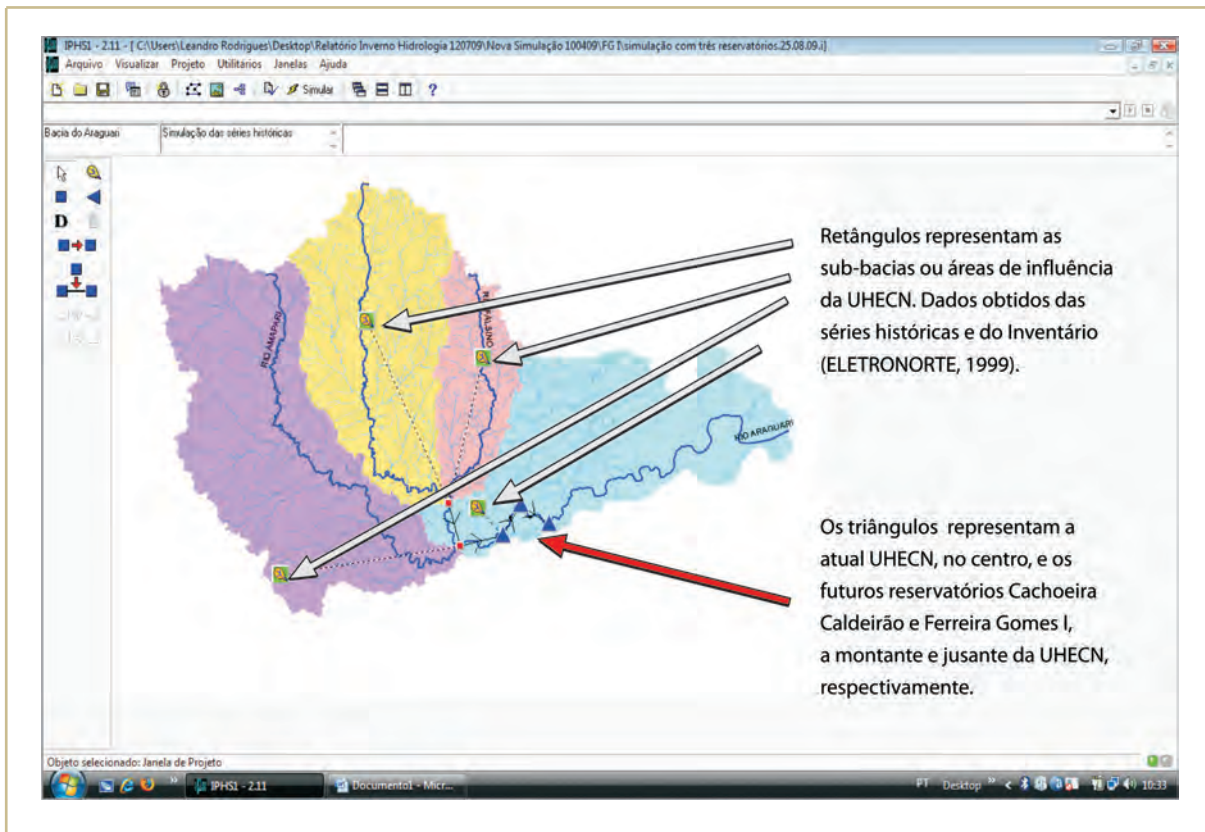 IPHS1 - 2.11 - [ C:\Users\Leandro Rodrigues\Desktop\Relatório Inverno Hidrologia 120709\Nova Simulação 100409\FG I\simulação com três reservatórios.25.08.09.i]
Arquivo Visualizar Projeto Utilitários Janelas Ajuda
Simular ?
Bacia do Araguari
Simulação das séries históricas
D
RIO AMAPARI
RIO ARAGUARI
Retângulos representam as
sub-bacias ou áreas de influência
da UHECN. Dados obtidos das
séries históricas e do Inventário
(ELETRONORTE, 1999).
Os triângulos representam a
atual UHECN, no centro, e os
futuros reservatórios Cachoeira
Caldeirão e Ferreira Gomes I,
a montante e jusante da UHECN,
respectivamente.
Objeto selecionado: Janela de Projeto
IPHS1 - 2.11
Documento1 - Micr...
PT Desktop
10:33